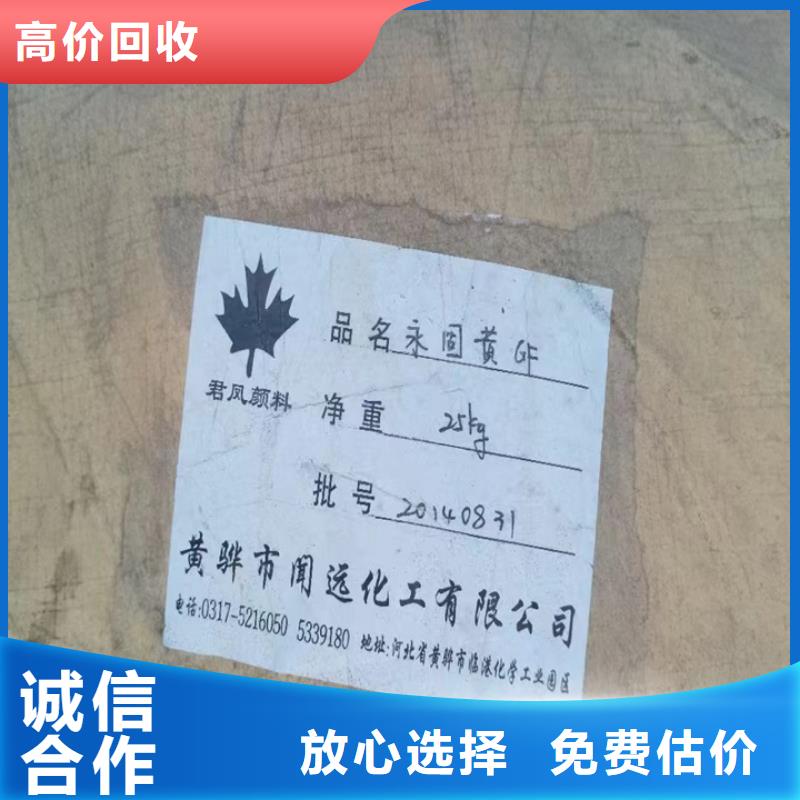 高价回收
君凤颜料
品名永固黄GF
净重 25kg
批号 20140831
黄骅市闻远化工有限公司
电话:0317-5216050 5339180 地址:河北省黄骅市临港化学工业园区
诚信
合作
放心选择 免费估价